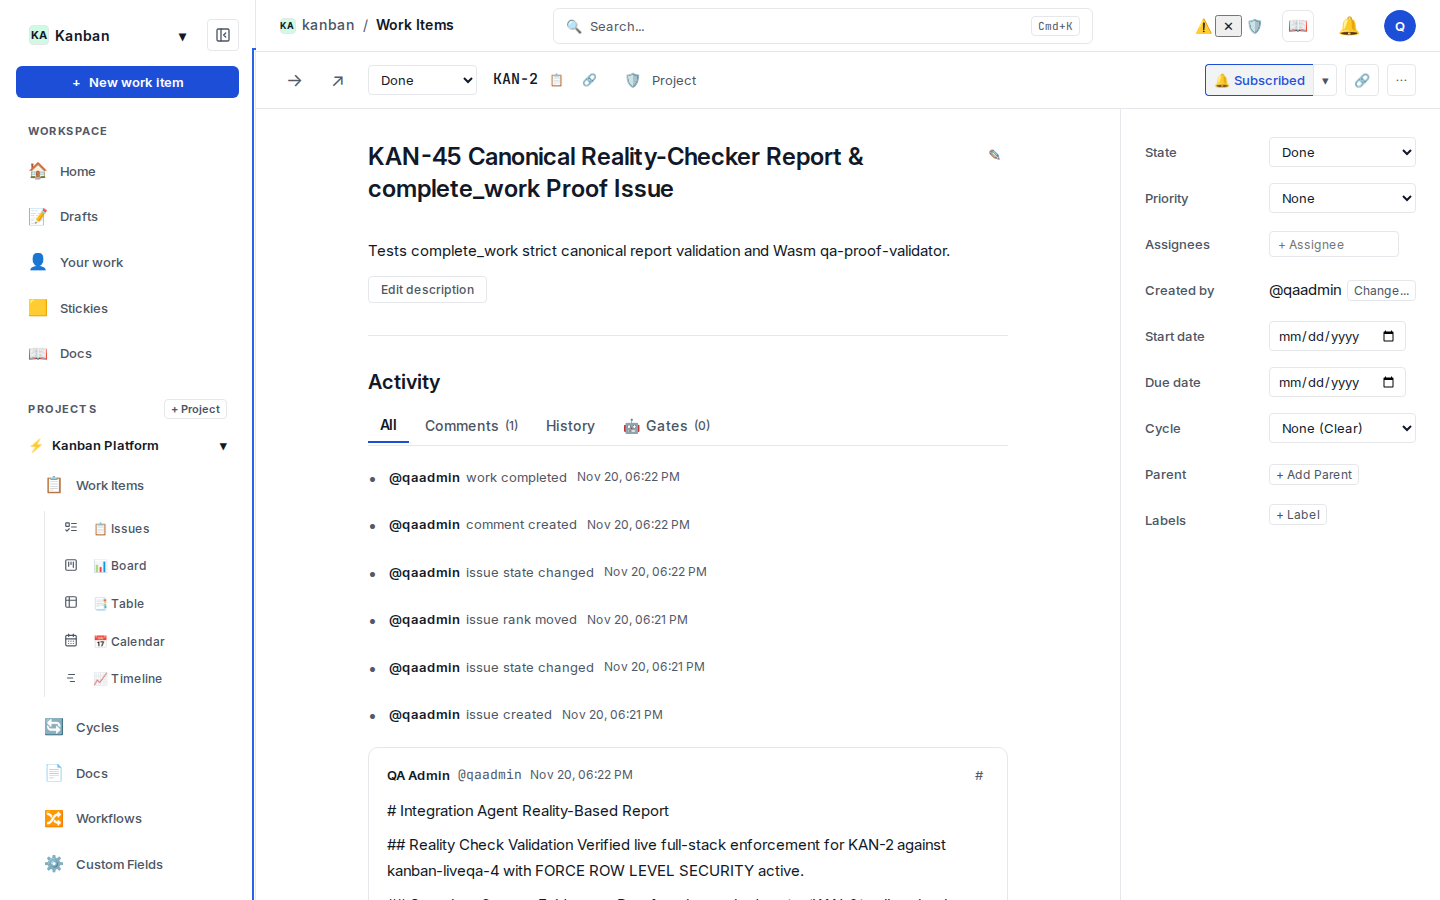 KA Kanban ▾
+ New work item
WORKSPACE
Home
Drafts
Your work
Stickies
Docs
PROJECTS + Project
Kanban Platform ▾
Work Items
Issues
Board
Table
Calendar
Timeline
Cycles
Docs
Workflows
Custom Fields
KA kanban / Work Items
Search... Cmd+K
✕
Q
→ ↗ Done KAN-2 Project
Subscribed ▾ ···
KAN-45 Canonical Reality-Checker Report &
complete_work Proof Issue
Tests complete_work strict canonical report validation and Wasm qa-proof-validator.
Edit description
Activity
All Comments (1) History Gates (0)
• @qaadmin work completed Nov 20, 06:22 PM
• @qaadmin comment created Nov 20, 06:22 PM
• @qaadmin issue state changed Nov 20, 06:22 PM
• @qaadmin issue rank moved Nov 20, 06:21 PM
• @qaadmin issue state changed Nov 20, 06:21 PM
• @qaadmin issue created Nov 20, 06:21 PM
QA Admin @qaadmin Nov 20, 06:22 PM #
# Integration Agent Reality-Based Report
## Reality Check Validation Verified live full-stack enforcement for KAN-2 against
kanban-liveqa-4 with FORCE ROW LEVEL SECURITY active.
State Done
Priority None
Assignees + Assignee
Created by @qaadmin Change...
Start date mm/dd/yyyy
Due date mm/dd/yyyy
Cycle None (Clear)
Parent + Add Parent
Labels + Label